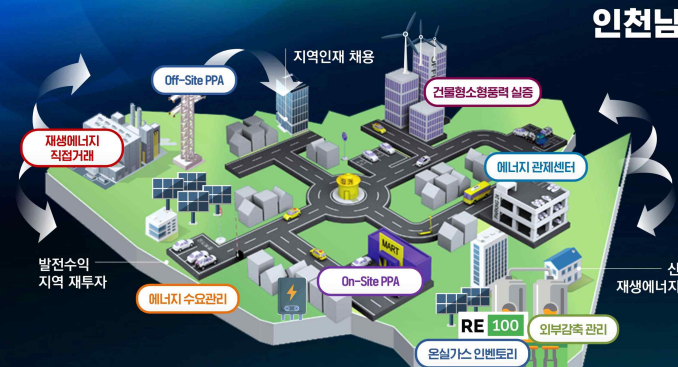 인천남
지역인재 채용
Off-Site PPA
건물형소형풍력 실증
재생에너지
직접거래
에너지 관제센터
발전수익
지역 재투자
에너지 수요관리
MART
On-Site PPA
신
재생에너지
RE 100
외부감축 관리
온실가스 인벤토리